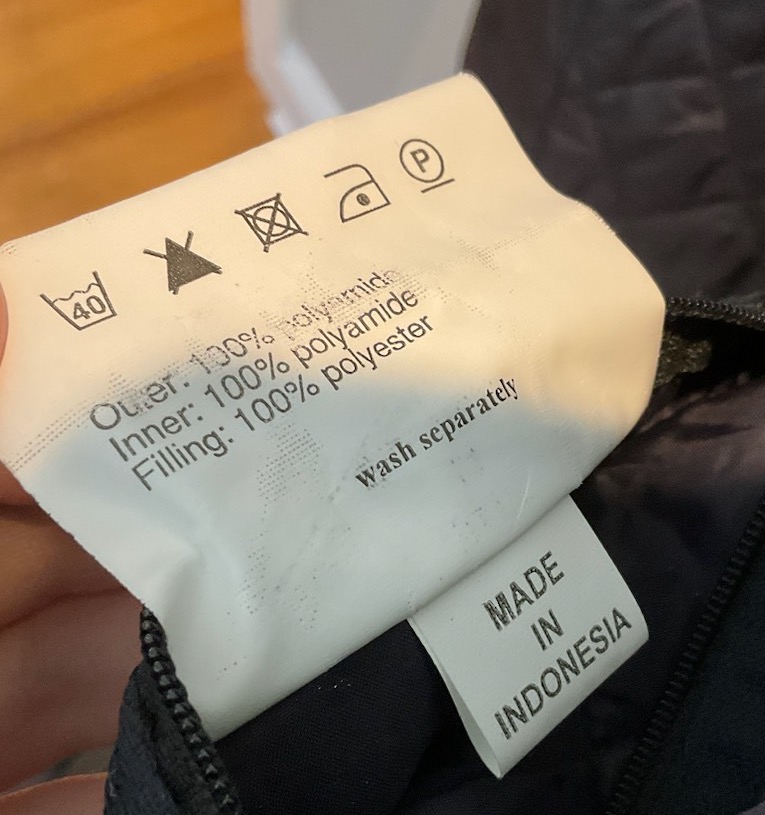 40
P
Outer: 100% polyamide
Inner: 100% polyamide
Filling: 100% polyester
wash separately
MADE
IN
INDONESIA